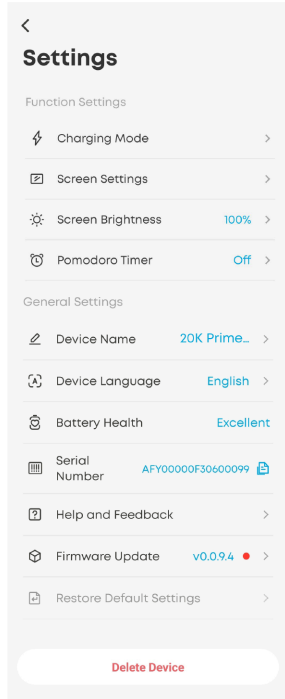 Settings
Function Settings
Charging Mode
Screen Settings
Screen Brightness 100%
Pomodoro Timer Off
General Settings
Device Name 20K Prime...
Device Language English
Battery Health Excellent
Serial
Number AFY00000F30600099
Help and Feedback
Firmware Update v0.0.9.4
Restore Default Settings
Delete Device